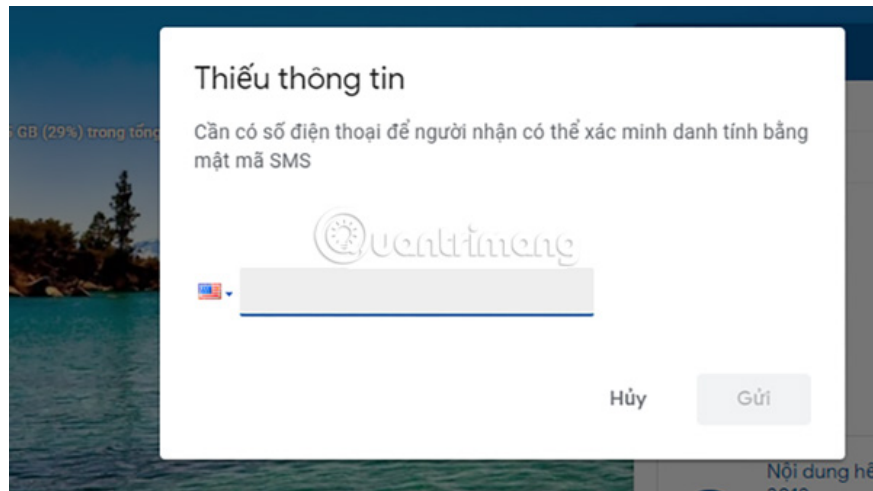 Thiếu thông tin
GB (29%) trong tổng
Cần có số điện thoại để người nhận có thể xác minh danh tính bằng
mật mã SMS
Quantrimang
Hủy
Gửi
Nội dung hế